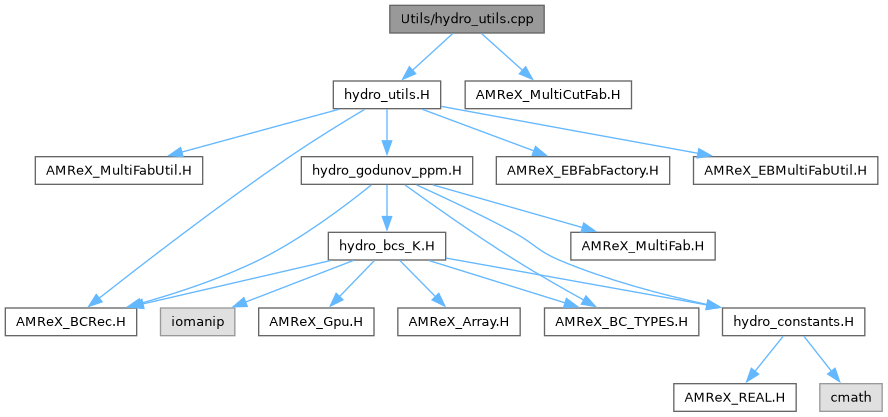 Utils/hydro_utils.cpp
hydro_utils.H
AMReX_MultiCutFab.H
AMReX_MultiFabUtil.H
hydro_godunov_ppm.H
AMReX_EBFabFactory.H
AMReX_EBMultiFabUtil.H
hydro_bcs_K.H
AMReX_MultiFab.H
AMReX_BCRec.H
iomanip
AMReX_Gpu.H
AMReX_Array.H
AMReX_BC_TYPES.H
hydro_constants.H
AMReX_REAL.H
cmath